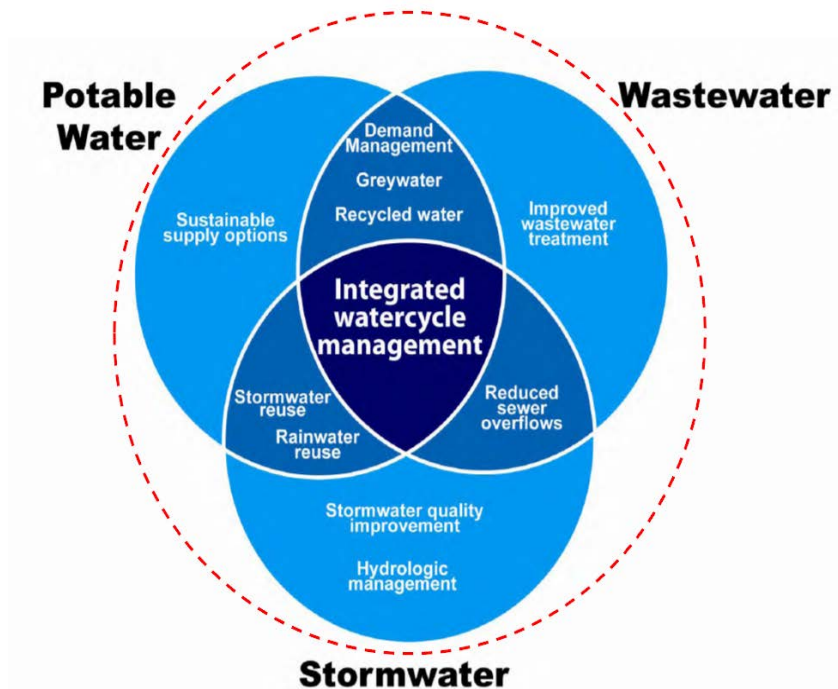 Potable
Water
Wastewater
Demand
Management
Greywater
Recycled water
Sustainable
supply options
Improved
wastewater
treatment
Integrated
watercycle
management
Stormwater
reuse
Rainwater
reuse
Reduced
sewer
overflows
Stormwater quality
improvement
Hydrologic
management
Stormwater